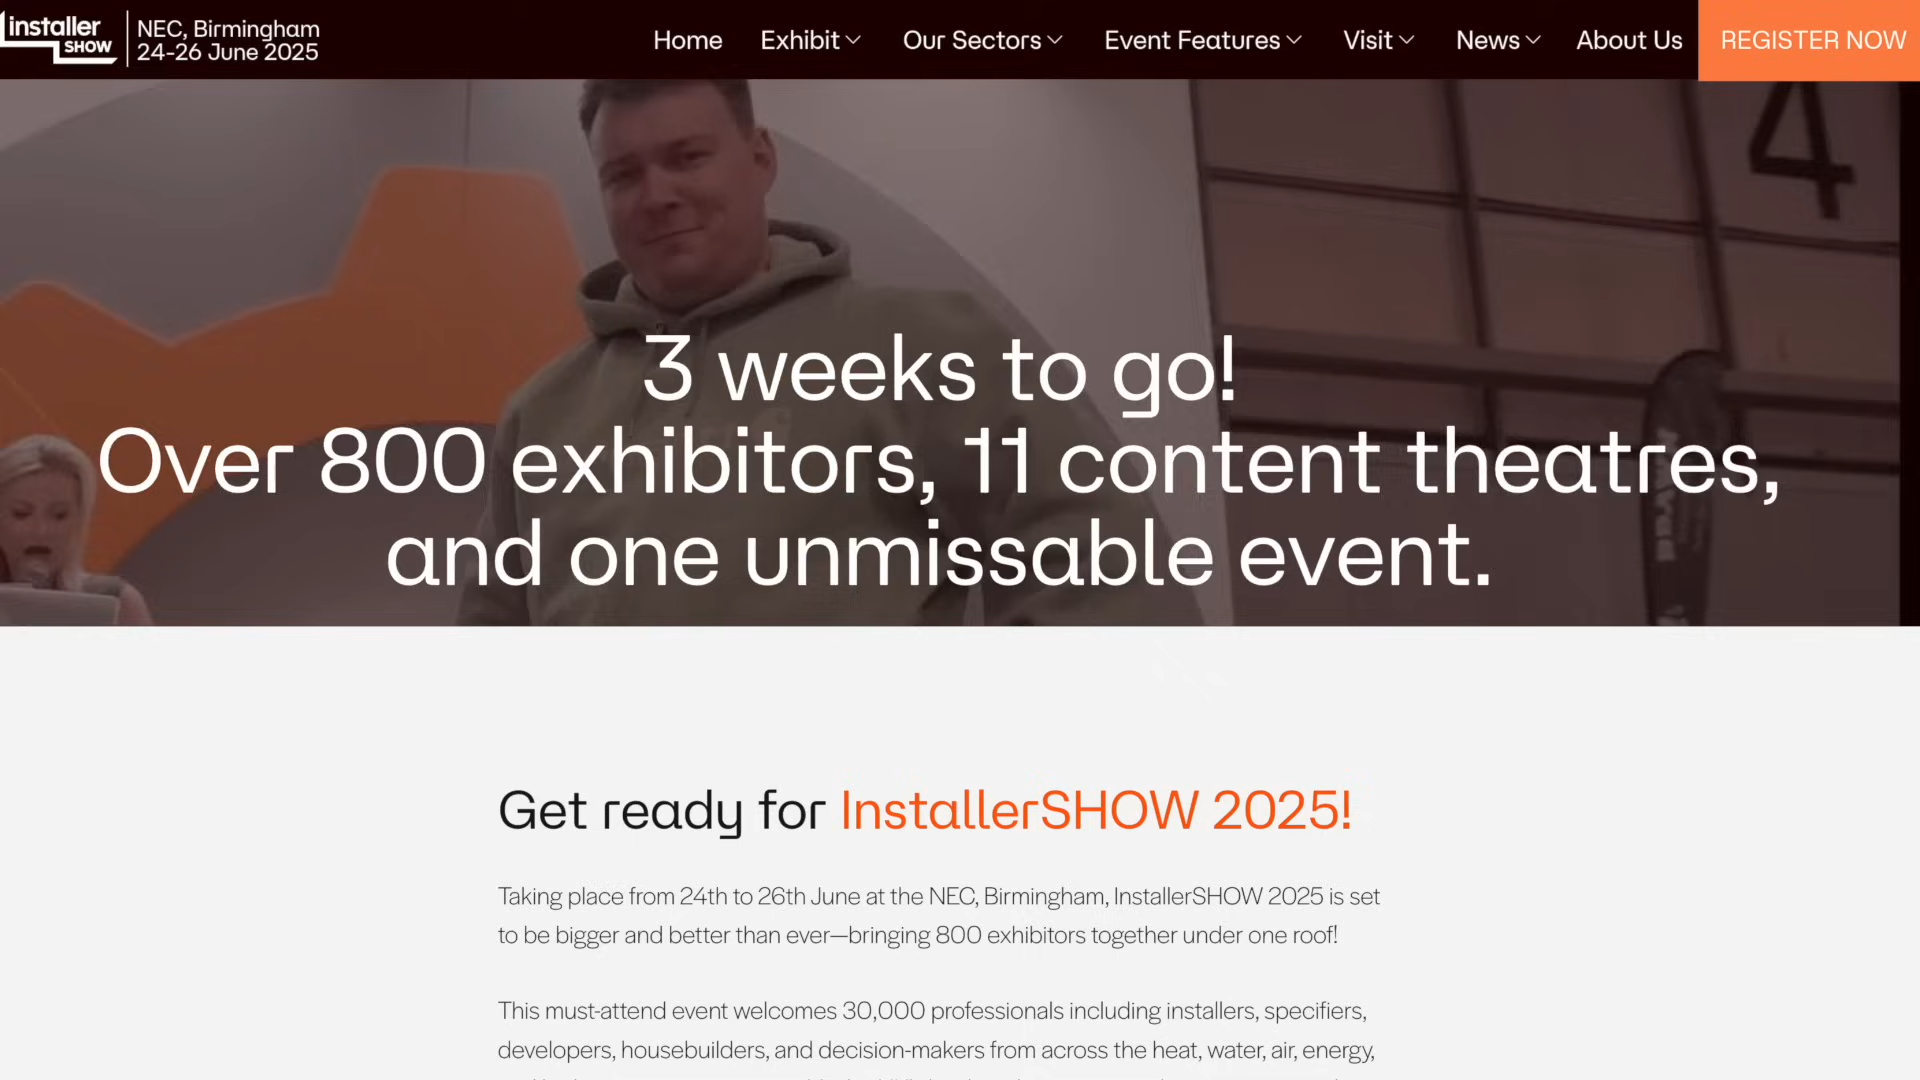 installer
SHOW
NEC, Birmingham
24-26 June 2025
Home Exhibit Our Sectors Event Features Visit News About Us REGISTER NOW
4
3 weeks to go!
Over 800 exhibitors, 11 content theatres,
and one unmissable event.
Get ready for InstallerSHOW 2025!
Taking place from 24th to 26th June at the NEC, Birmingham, InstallerSHOW 2025 is set
to be bigger and better than ever—bringing 800 exhibitors together under one roof!
This must-attend event welcomes 30,000 professionals including installers, specifiers,
developers, housebuilders, and decision-makers from across the heat, water, air, energy,